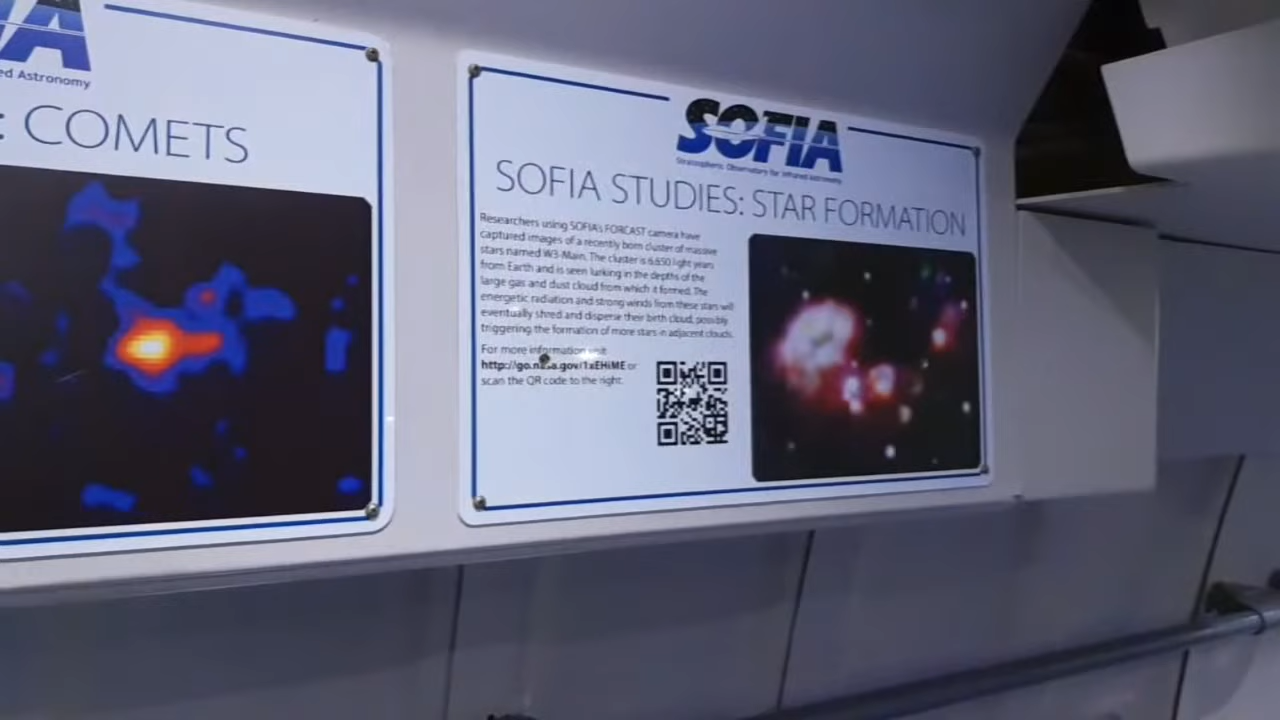 IA
ed Astronomy
: COMETS
SOFIA
Stratospheric Observatory for Infrared Astronomy
SOFIA STUDIES: STAR FORMATION
Researchers using SOFIA's FORCAST camera have
captured images of a recently born cluster of massive
stars named W3-Main. The cluster is 6,650 light years
from Earth and is seen lurking in the depths of the
large gas and dust cloud from which it formed. The
energetic radiation and strong winds from these stars will
eventually shred and disperse their birth cloud, possibly
triggering the formation of more stars in adjacent clouds.
For more information visit
http://go.nasa.gov/1xEHiME or
scan the QR code to the right.